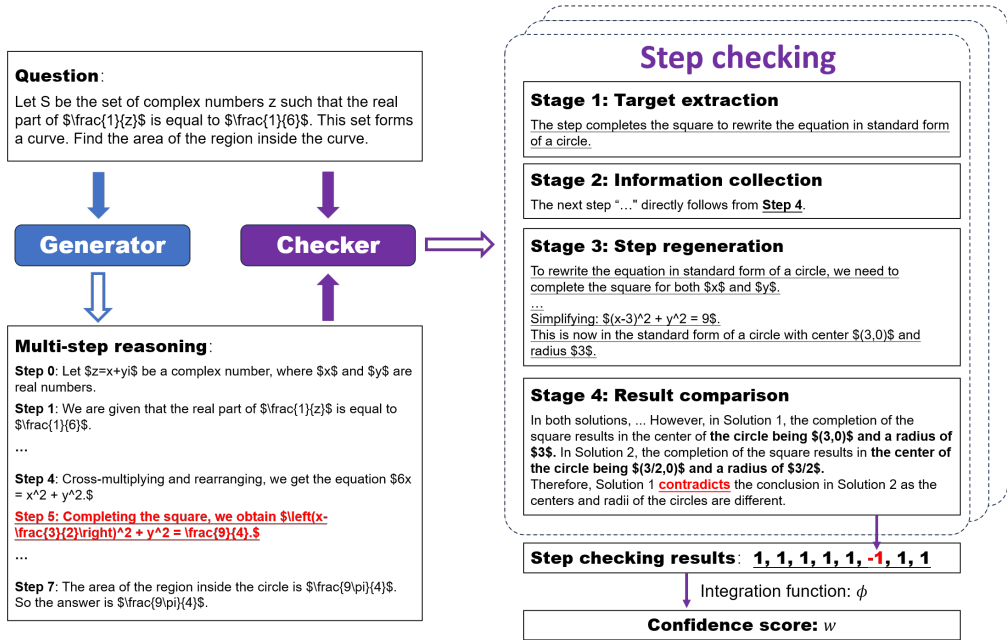 Question:
Let S be the set of complex numbers z such that the real
part of $\frac{1}{z}$ is equal to $\frac{1}{6}$. This set forms
a curve. Find the area of the region inside the curve.
Generator
Checker
Multi-step reasoning:
Step 0: Let $z=x+yi$ be a complex number, where $x$ and $y$ are
real numbers.
Step 1: We are given that the real part of $\frac{1}{z}$ is equal to
$\frac{1}{6}$.
...
Step 4: Cross-multiplying and rearranging, we get the equation $6x
= x^2 + y^2.$
Step 5: Completing the square, we obtain $\left(x-
\frac{3}{2}\right)^2 + y^2 = \frac{9}{4}.$
...
Step 7: The area of the region inside the circle is $\frac{9\pi}{4}$.
So the answer is $\frac{9\pi}{4}$.
Step checking
Stage 1: Target extraction
The step completes the square to rewrite the equation in standard form
of a circle.
Stage 2: Information collection
The next step “…" directly follows from Step 4.
Stage 3: Step regeneration
To rewrite the equation in standard form of a circle, we need to
complete the square for both $x$ and $y$.
...
Simplifying: $(x-3)^2 + y^2 = 9$.
This is now in the standard form of a circle with center $(3,0)$ and
radius $3$.
Stage 4: Result comparison
In both solutions, ... However, in Solution 1, the completion of the
square results in the center of the circle being $(3,0)$ and a radius of
$3$. In Solution 2, the completion of the square results in the center
of the circle being $(3/2,0)$ and a radius of $3/2$.
Therefore, Solution 1 contradicts the conclusion in Solution 2 as the
centers and radii of the circles are different.
Step checking results: 1, 1, 1, 1, 1, -1, 1, 1
Integration function: ϕ
Confidence score: w